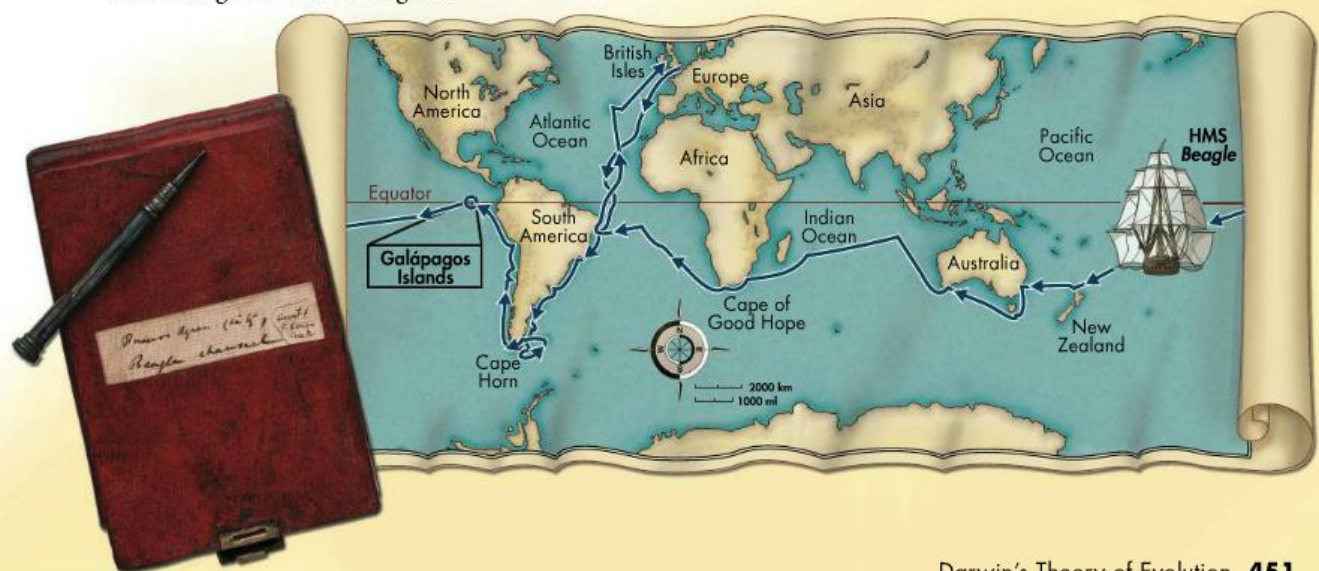 British
Isles
Europe
North
America
Asia
Atlantic
Ocean
Pacific
Ocean
HMS
Beagle
Africa
Equator
South
America
Indian
Ocean
Galápagos
Islands
Australia
Cape of
Good Hope
New
Zealand
Cape
Horn
N
E
S
W
2000 km
1000 mi
Beagle channel
Darwin's Theory of Evolution 451